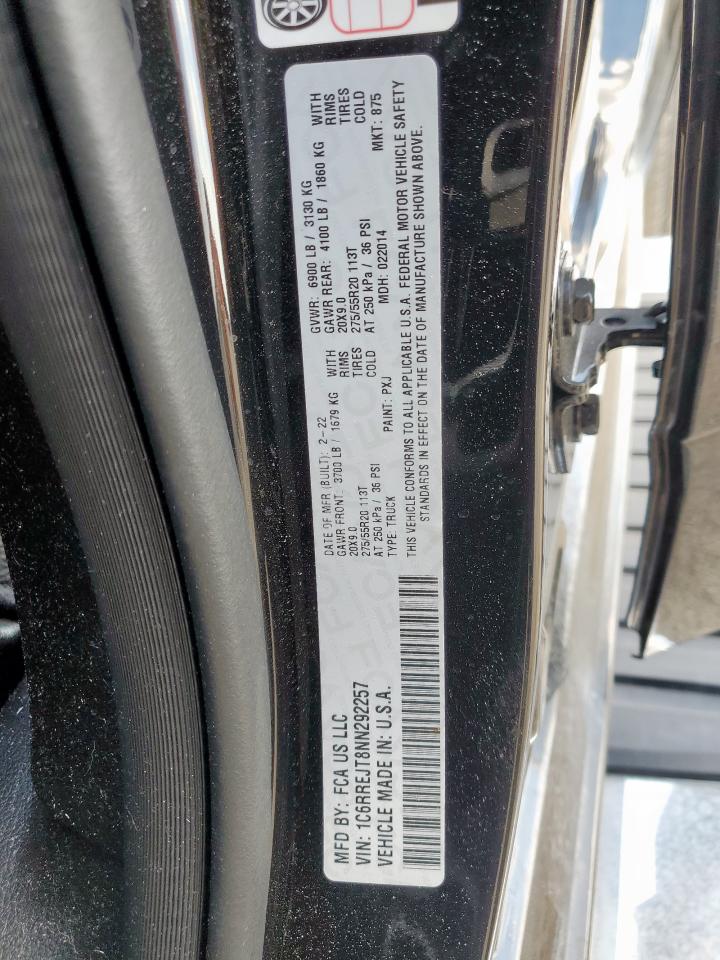 MFD BY: FCA US LLC
VIN: 1C6RREJT8NN292257
VEHICLE MADE IN: U.S.A.
DATE OF MFR (BUILT): 2-22
GAWR FRONT: 3700 LB / 1679 KG WITH
20X9.0 RIMS
275/55R20 113T TIRES
AT 250 kPa / 36 PSI COLD
TYPE: TRUCK PAINT: PXJ
GVWR: 6900 LB / 3130 KG
GAWR REAR: 4100 LB / 1860 KG WITH
20X9.0 RIMS
275/55R20 113T TIRES
AT 250 kPa / 36 PSI COLD
MDH: 022014 MKT: 875
THIS VEHICLE CONFORMS TO ALL APPLICABLE U.S.A. FEDERAL MOTOR VEHICLE SAFETY
STANDARDS IN EFFECT ON THE DATE OF MANUFACTURE SHOWN ABOVE.